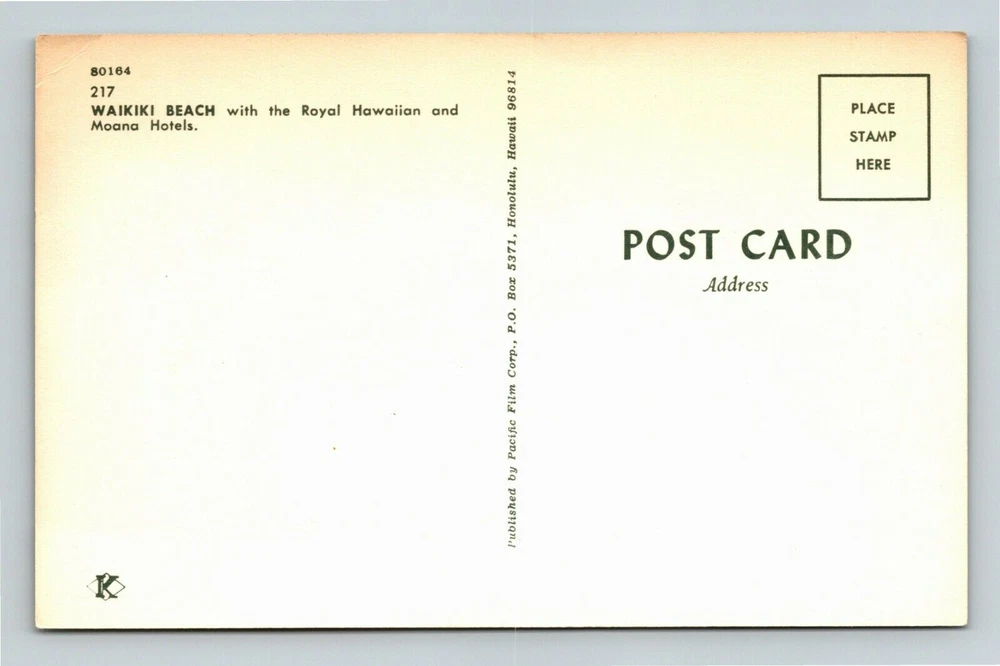 80164
217
WAIKIKI BEACH with the Royal Hawaiian and
Moana Hotels.
Published by Pacific Film Corp., P.O. Box 5371, Honolulu, Hawaii 96814
PLACE
STAMP
HERE
POST CARD
Address
K